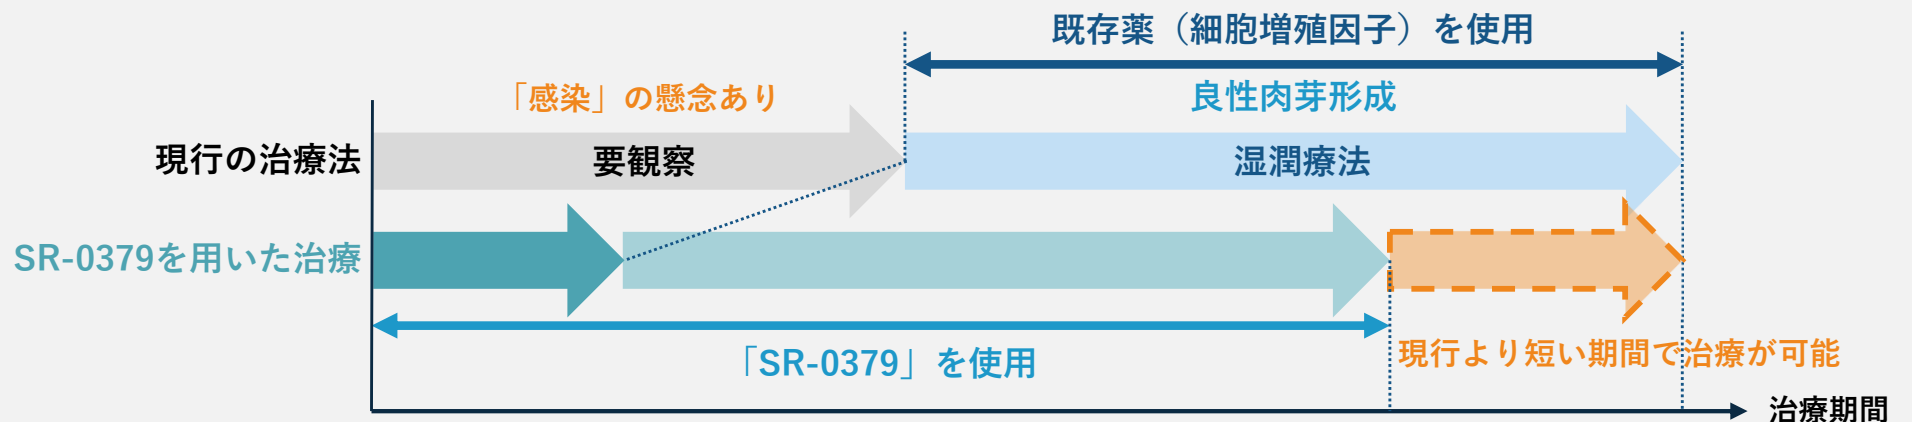 既存薬（細胞増殖因子）を使用
「感染」の懸念あり
良性肉芽形成
現行の治療法
要観察
湿潤療法
SR-0379を用いた治療
「SR-0379」を使用
現行より短い期間で治療が可能
治療期間